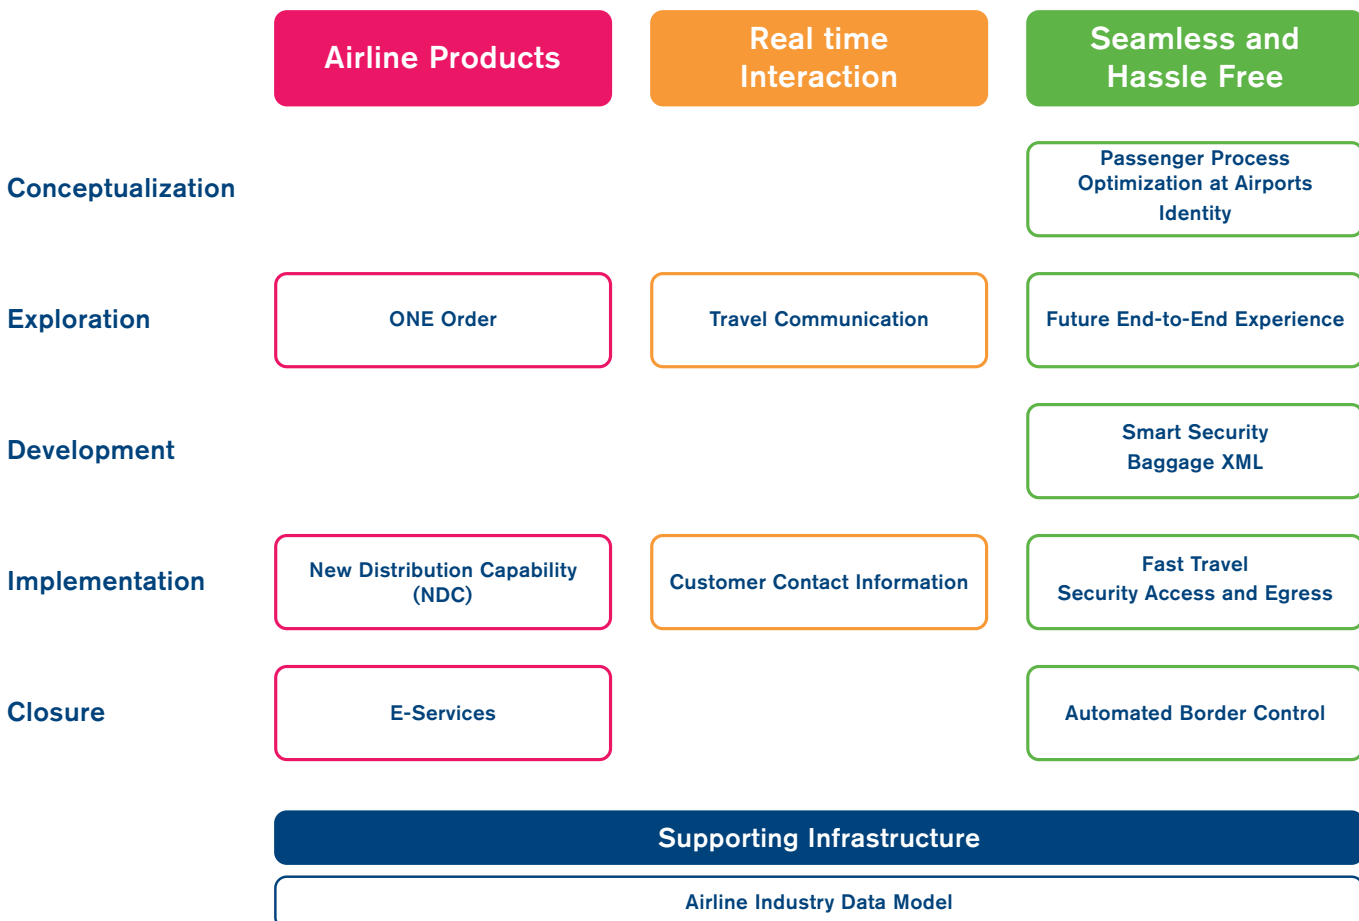 Airline Products
Real time
Interaction
Seamless and
Hassle Free
Conceptualization
Passenger Process
Optimization at Airports
Identity
Exploration
ONE Order
Travel Communication
Future End-to-End Experience
Development
Smart Security
Baggage XML
Implementation
New Distribution Capability
(NDC)
Customer Contact Information
Fast Travel
Security Access and Egress
Closure
E-Services
Automated Border Control
Supporting Infrastructure
Airline Industry Data Model